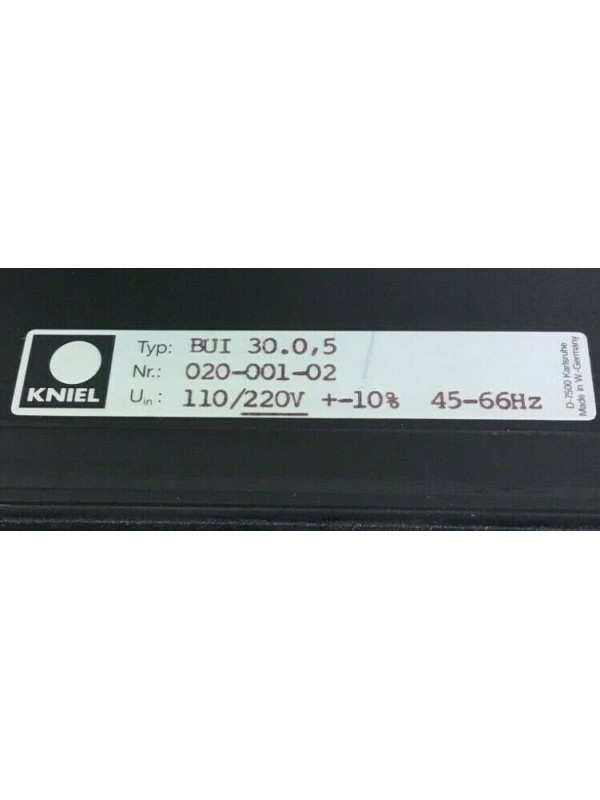 KNIEL
Typ: BUI 30.0,5
Nr.: 020-001-02
Uin: 110/220V +-10% 45-66Hz
D-7500 Karlsruhe
Made in W.-Germany